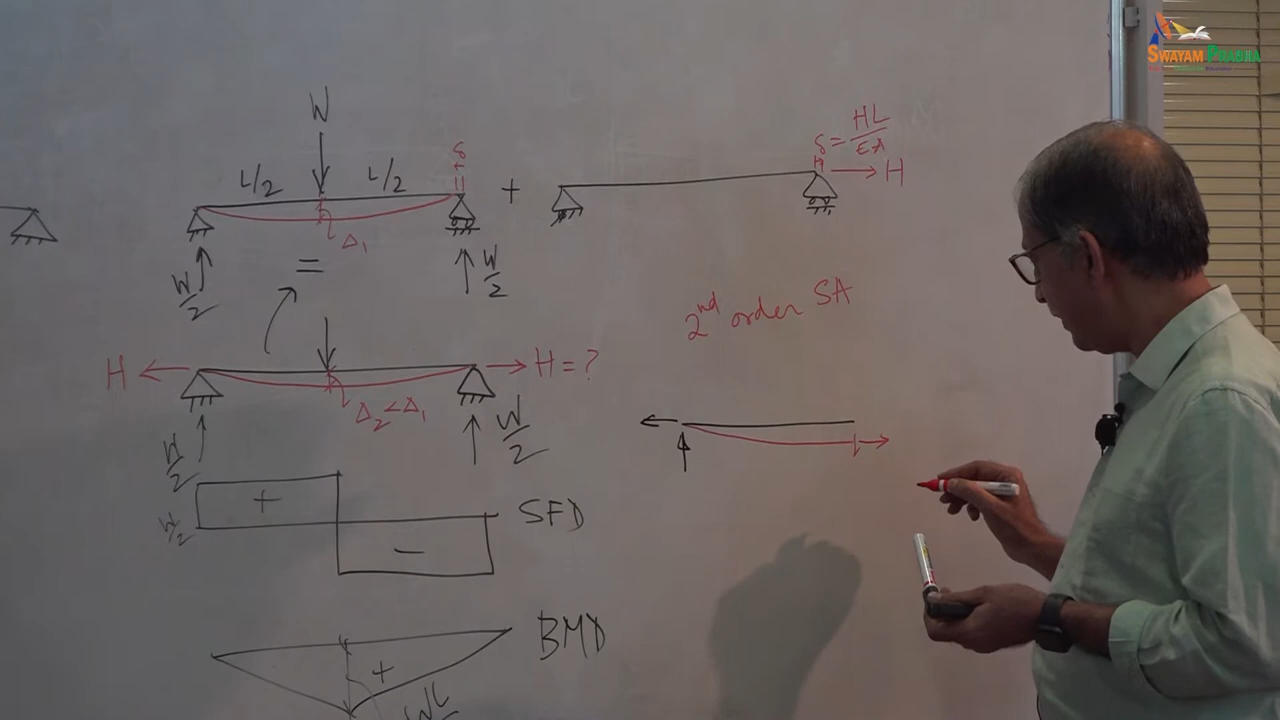 SWAYAM PRABHA
W
L/2 L/2
δ
+
δ = HL/EA
H
Δ₁
W/2
W/2
=
2nd order SA
H
H = ?
Δ₂ < Δ₁
W/2
W/2
W/2
+
SFD
−
BMD
+
WL